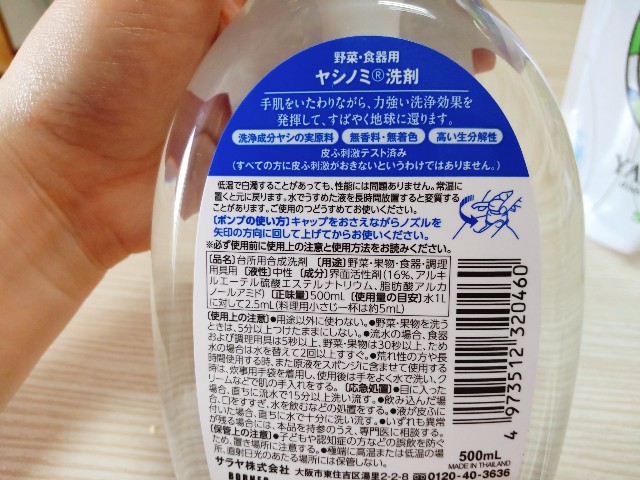 野菜・食器用
ヤシノミ®洗剤
手肌をいたわりながら、力強い洗浄効果を
発揮して、すばやく地球に還ります。
洗浄成分ヤシの実原料 無香料・無着色 高い生分解性
皮ふ刺激テスト済み
(すべての方に皮ふ刺激がおきないというわけではありません。)
低温で白濁することがあっても、性能には問題ありません。常温に
置くと元に戻ります。水でうすめた液を長時間放置すると変質する
ことがあります。ご使用のつどうすめてお使いください。
【ポンプの使い方】キャップをおさえながらノズルを
矢印の方向に回して上げてからお使いください。
※必ず使用前に使用上の注意と使用方法をお読みください。
【品名】台所用合成洗剤 【用途】野菜・果物・食器・調理
用具用 【液性】中性 【成分】界面活性剤(16%、アルキ
ルエーテル硫酸エステルナトリウム、脂肪酸アルカ
ノールアミド) 【正味量】500mL 【使用量の目安】水1L
に対して2.5mL(料理用小さじ一杯は約5mL)
【使用上の注意】●用途以外に使わない。●野菜・果物を洗う
ときは、5分以上つけたままにしない。●流水の場合、食器
および調理用具は5秒以上、野菜・果物は30秒以上、ため
水の場合は水を替えて2回以上すすぐ。●荒れ性の方や長
時間使用する時、また原液をスポンジに含ませて使用する
時は、炊事用手袋を着用し、使用後は手をよく水で洗い、ク
リームなどで肌の手入れをする。【応急処置】●目に入った
場合、直ちに流水で15分以上洗い流す。●飲み込んだ場
合、口をすすぎ、水を飲むなどの処置をする。●液が皮ふに
付いた場合、直ちに水で十分に洗い流す。●いずれも異常
が残る場合には、本品を持参のうえ、専門医に相談する。
【保管上の注意】●子どもや認知症の方などの誤飲を防ぐ
ため、置き場所に注意する。●極端に高温または低温の場
所、直射日光のあたる場所には保管しない。
サラヤ株式会社 大阪市東住吉区湯里2-2-8 0120-40-3636
4 973512 320460
500mL
MADE IN THAILAND